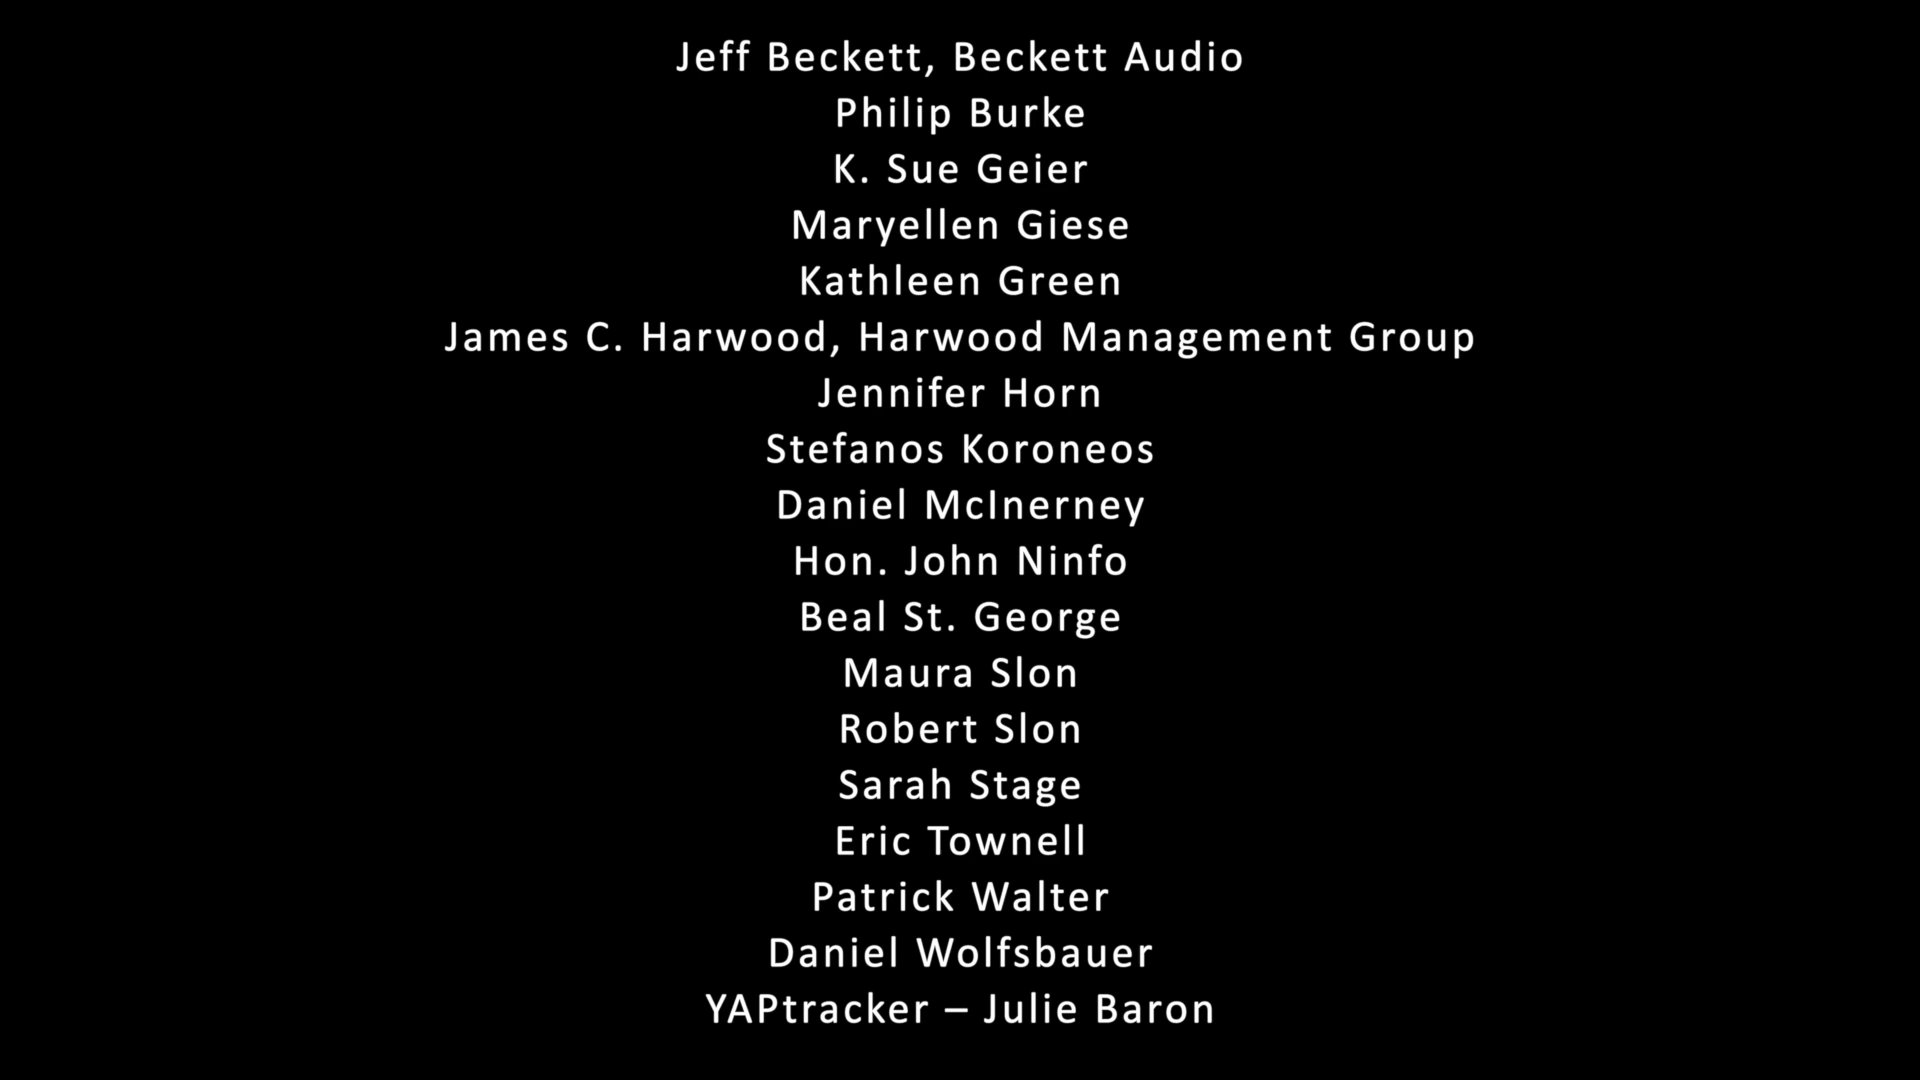 Jeff Beckett, Beckett Audio
Philip Burke
K. Sue Geier
Maryellen Giese
Kathleen Green
James C. Harwood, Harwood Management Group
Jennifer Horn
Stefanos Koroneos
Daniel McInerney
Hon. John Ninfo
Beal St. George
Maura Slon
Robert Slon
Sarah Stage
Eric Townell
Patrick Walter
Daniel Wolfsbauer
YAPtracker – Julie Baron